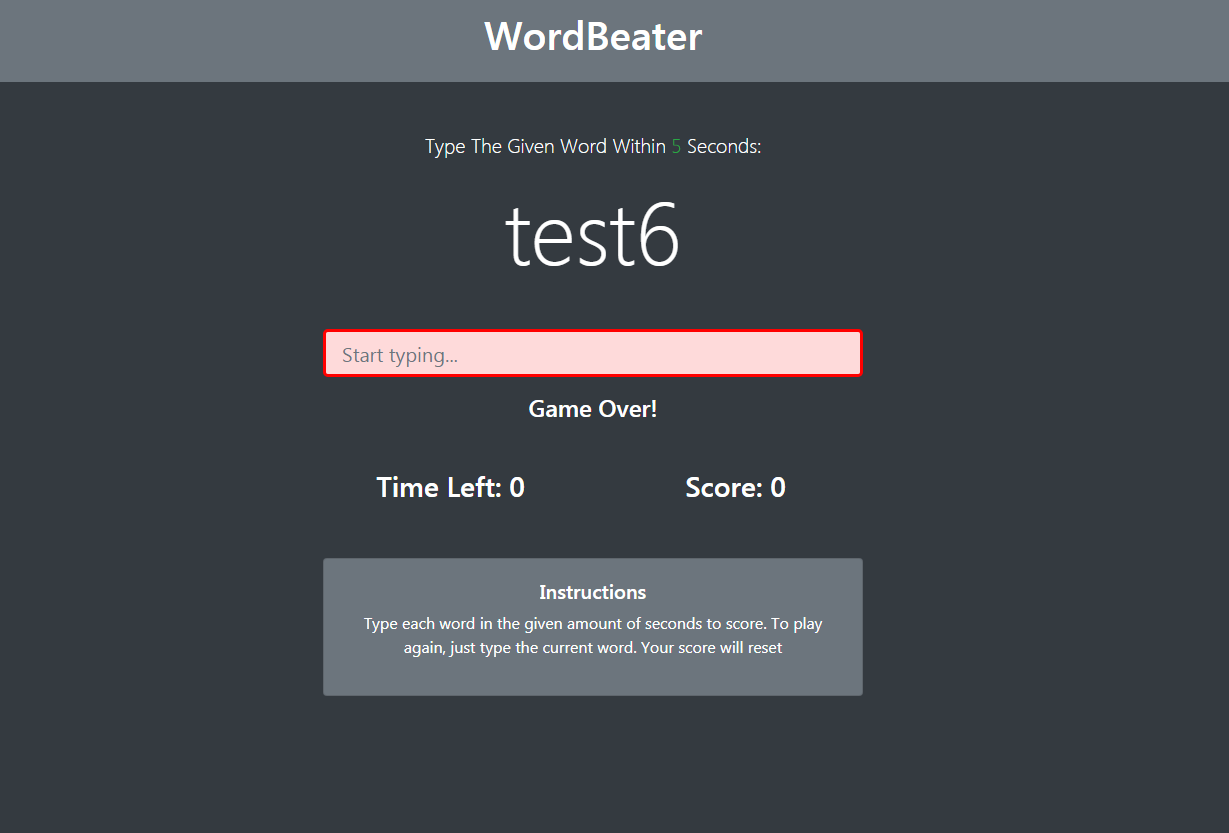 WordBeater
Type The Given Word Within 5 Seconds:
test6
Start typing...
Game Over!
Time Left: 0 Score: 0
Instructions
Type each word in the given amount of seconds to score. To play
again, just type the current word. Your score will reset